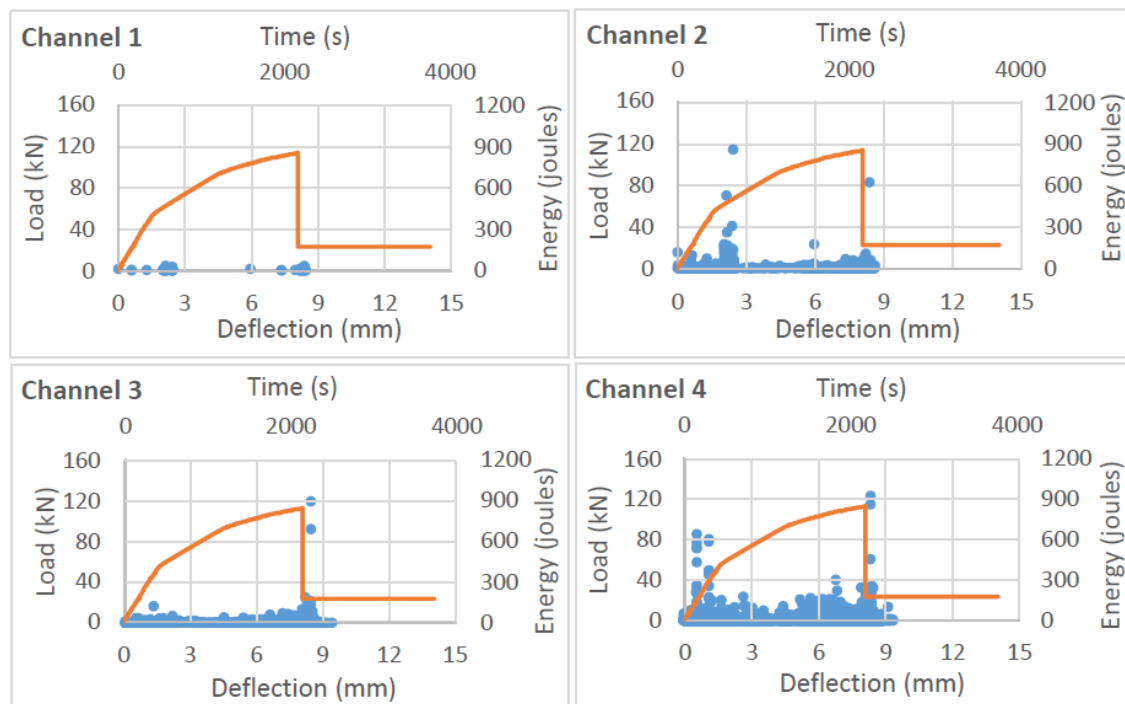 Channel 1
Time (s)
0 2000 4000
160 1200
120 900
80 600
40 300
0 0
Load (kN)
Energy (joules)
0 3 6 9 12 15
Deflection (mm)
Channel 2
Time (s)
0 2000 4000
160 1200
120 900
80 600
40 300
0 0
Load (kN)
Energy (joules)
0 3 6 9 12 15
Deflection (mm)
Channel 3
Time (s)
0 2000 4000
160 1200
120 900
80 600
40 300
0 0
Load (kN)
Energy (joules)
0 3 6 9 12 15
Deflection (mm)
Channel 4
Time (s)
0 2000 4000
160 1200
120 900
80 600
40 300
0 0
Load (kN)
Energy (joules)
0 3 6 9 12 15
Deflection (mm)